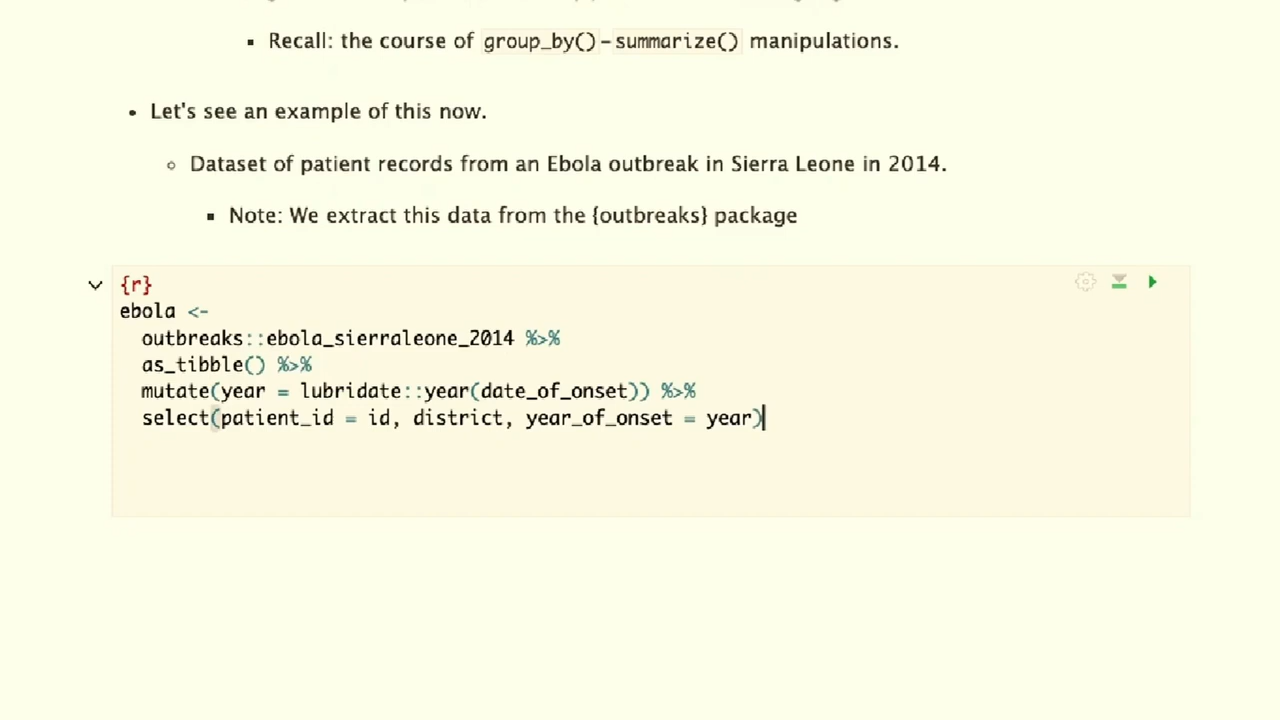 Recall: the course of group_by()-summarize() manipulations.
Let's see an example of this now.
Dataset of patient records from an Ebola outbreak in Sierra Leone in 2014.
Note: We extract this data from the {outbreaks} package
{r}
ebola <-
outbreaks::ebola_sierraleone_2014 %>%
as_tibble() %>%
mutate(year = lubridate::year(date_of_onset)) %>%
select(patient_id = id, district, year_of_onset = year)